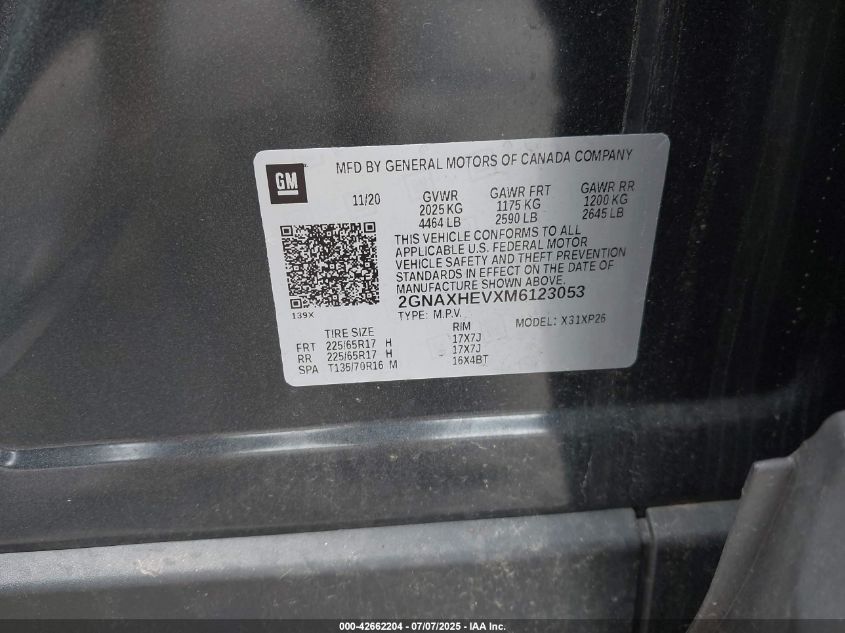 GM
MFD BY GENERAL MOTORS OF CANADA COMPANY
11/20 GVWR GAWR FRT GAWR RR
2025 KG 1175 KG 1200 KG
4464 LB 2590 LB 2645 LB
THIS VEHICLE CONFORMS TO ALL
APPLICABLE U.S. FEDERAL MOTOR
VEHICLE SAFETY AND THEFT PREVENTION
STANDARDS IN EFFECT ON THE DATE OF
MANUFACTURE SHOWN ABOVE.
139X
2GNAXHEVXM6123053
TYPE: M.P.V. MODEL: X31XP26
TIRE SIZE RIM
FRT 225/65R17 H 17X7J
RR 225/65R17 H 17X7J
SPA T135/70R16 M 16X4BT
000-42662204 - 07/07/2025 - IAA Inc.